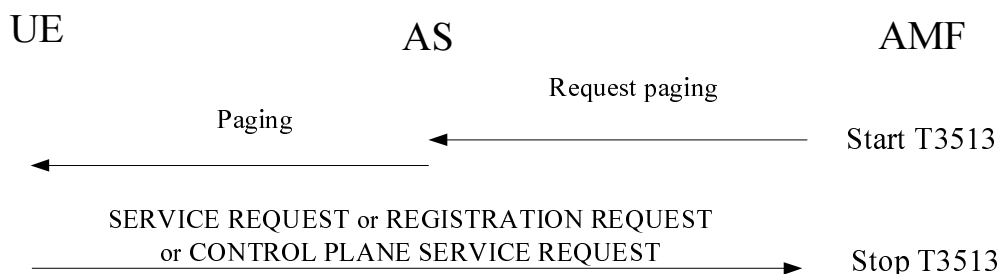 UE
AS
AMF
Request paging
Paging
Start T3513
SERVICE REQUEST or REGISTRATION REQUEST
or CONTROL PLANE SERVICE REQUEST
Stop T3513